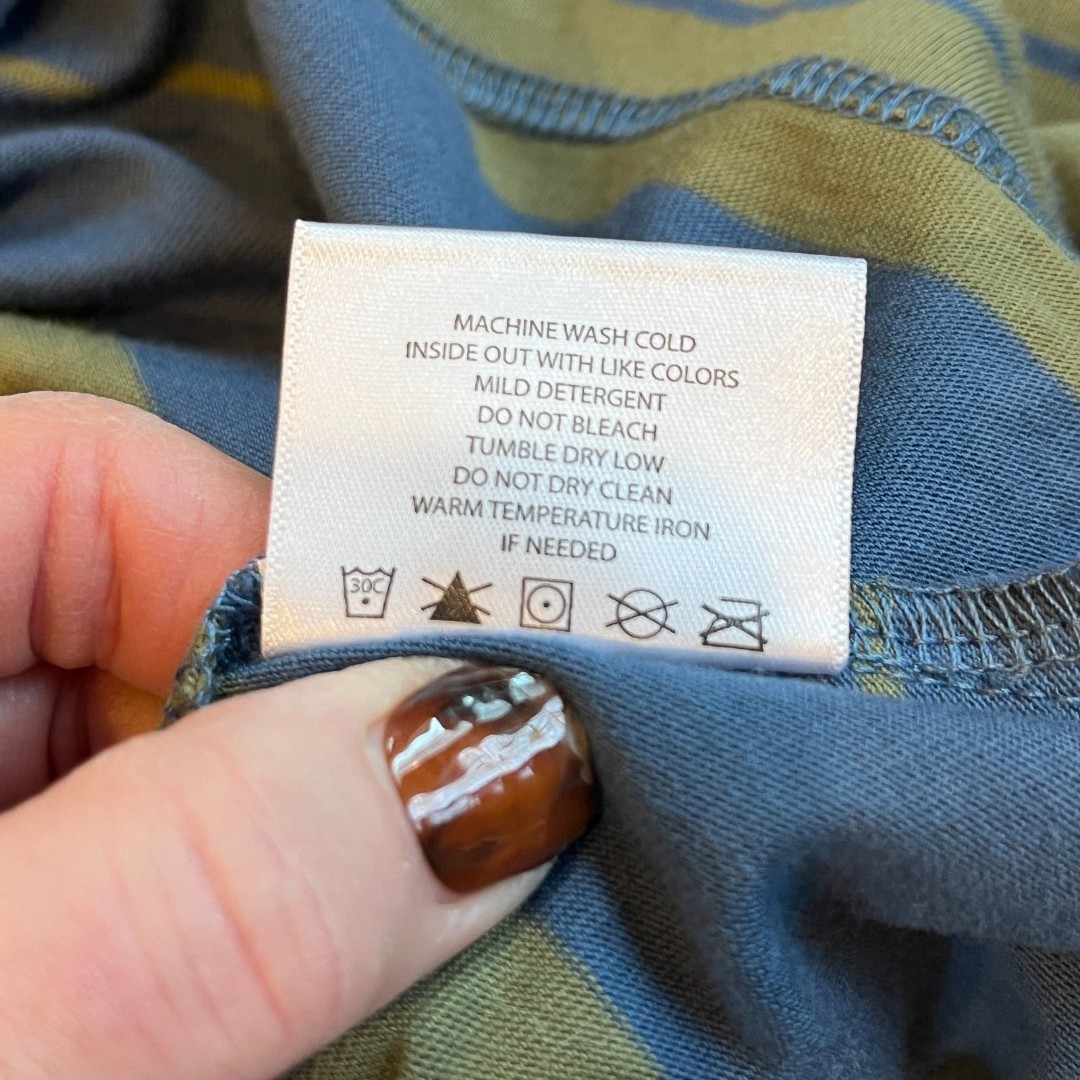 MACHINE WASH COLD
INSIDE OUT WITH LIKE COLORS
MILD DETERGENT
DO NOT BLEACH
TUMBLE DRY LOW
DO NOT DRY CLEAN
WARM TEMPERATURE IRON
IF NEEDED
30C